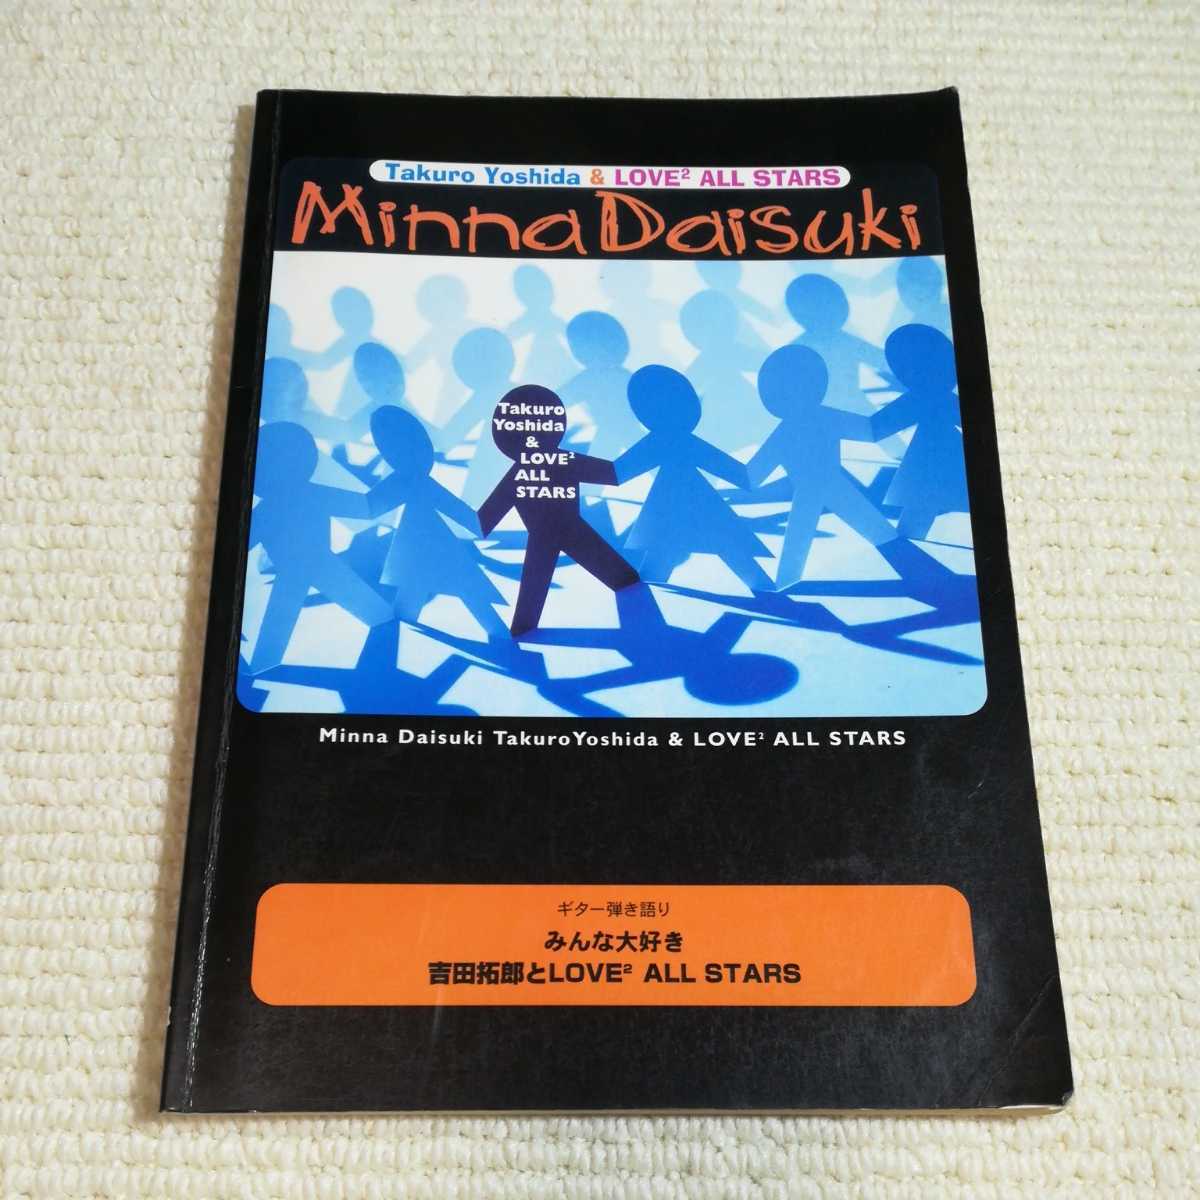 Takuro Yoshida & LOVE² ALL STARS
Minna Daisuki
Takuro
Yoshida
&
LOVE²
ALL
STARS
Minna Daisuki TakuroYoshida & LOVE² ALL STARS
ギター弾き語り
みんな大好き
吉田拓郎とLOVE² ALL STARS